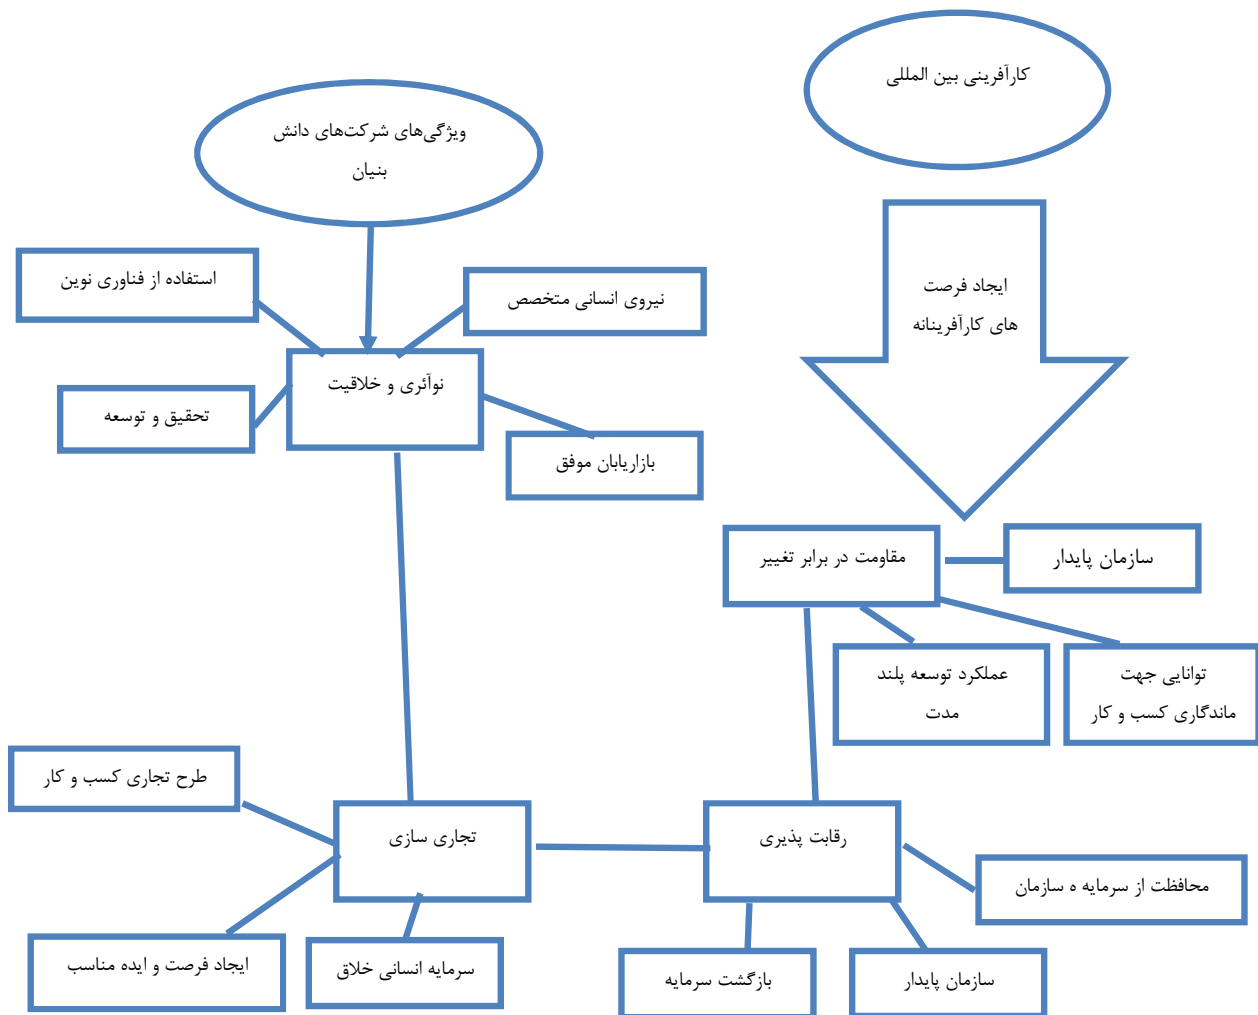 کارآفرینی بین المللی
ویژگی‌های شرکت‌های دانش
بنیان
ایجاد فرصت
های کارآفرینانه
استفاده از فناوری نوین
نیروی انسانی متخصص
نوآئری و خلاقیت
تحقیق و توسعه
بازاریابان موفق
مقاومت در برابر تغییر
سازمان پایدار
عملکرد توسعه پلند
مدت
توانایی جهت
ماندگاری کسب و کار
طرح تجاری کسب و کار
تجاری سازی
رقابت پذیری
محافظت از سرمایه ه سازمان
ایجاد فرصت و ایده مناسب
سرمایه انسانی خلاق
بازگشت سرمایه
سازمان پایدار